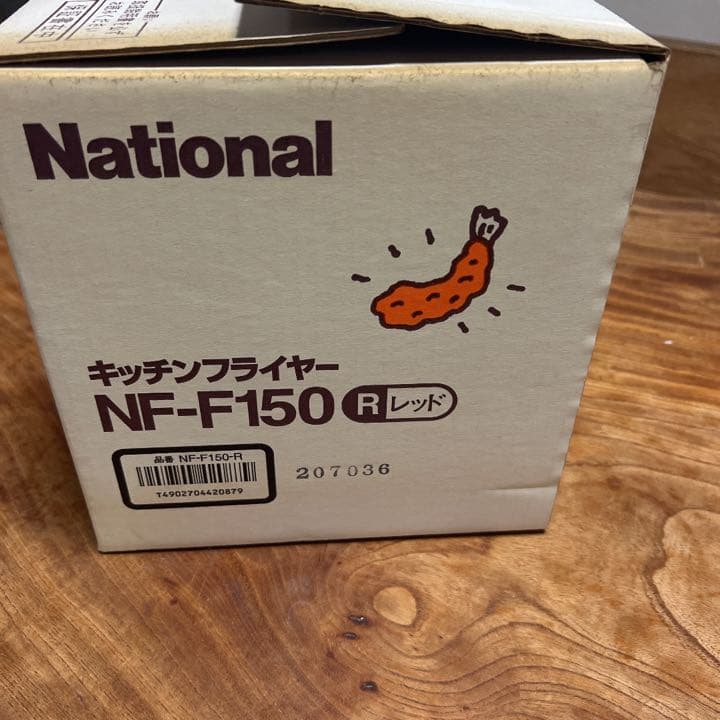 National
キッチンフライヤー
NF-F150 R レッド
品番 NF-F150-R
T4902704420879
207036